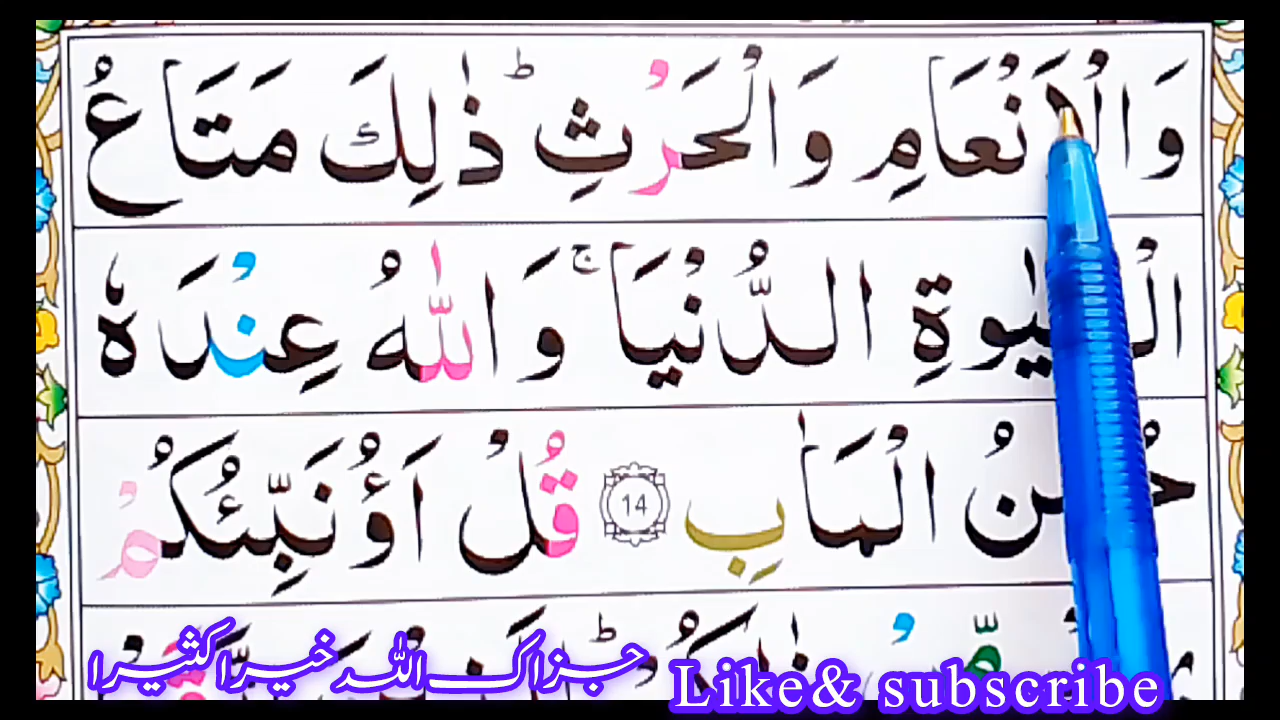 وَالْاَنْعَامِ وَالْحَرْثِ ؕ ذٰلِكَ مَتَاعُ
الْحَيٰوةِ الدُّنْيَا ۚ وَاللّٰهُ عِنْدَهٗ
حُسْنُ الْمَاٰبِ 14 قُلْ اَؤُنَبِّئُكُمْ
جزاک اللہ خیرا کثیرا Like& subscribe